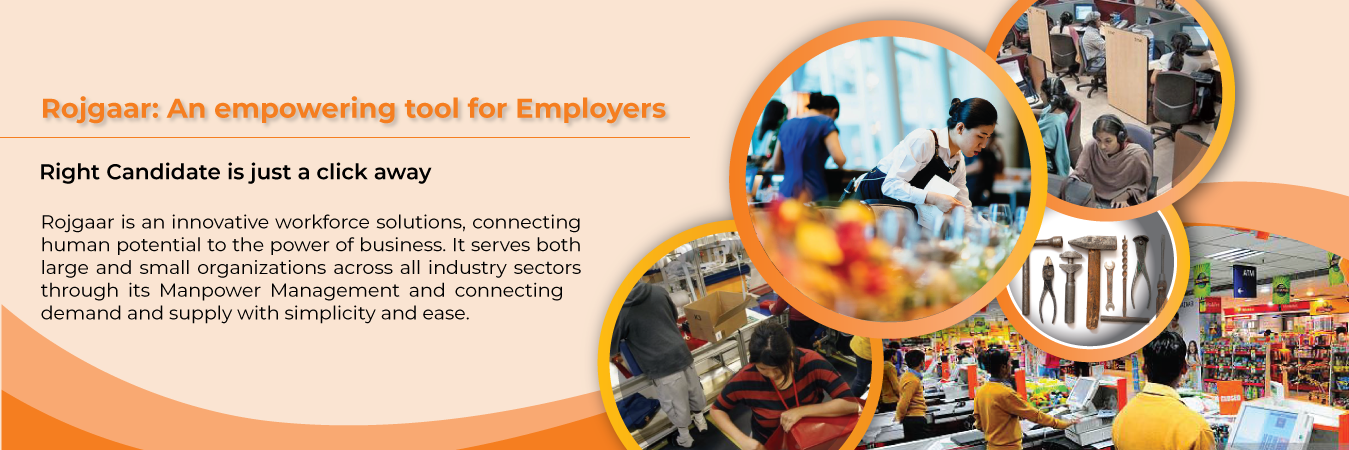 Rojgaar: An empowering tool for Employers
Right Candidate is just a click away
Rojgaar is an innovative workforce solutions, connecting
human potential to the power of business. It serves both
large and small organizations across all industry sectors
through its Manpower Management and connecting
demand and supply with simplicity and ease.
ATM
CLOSED